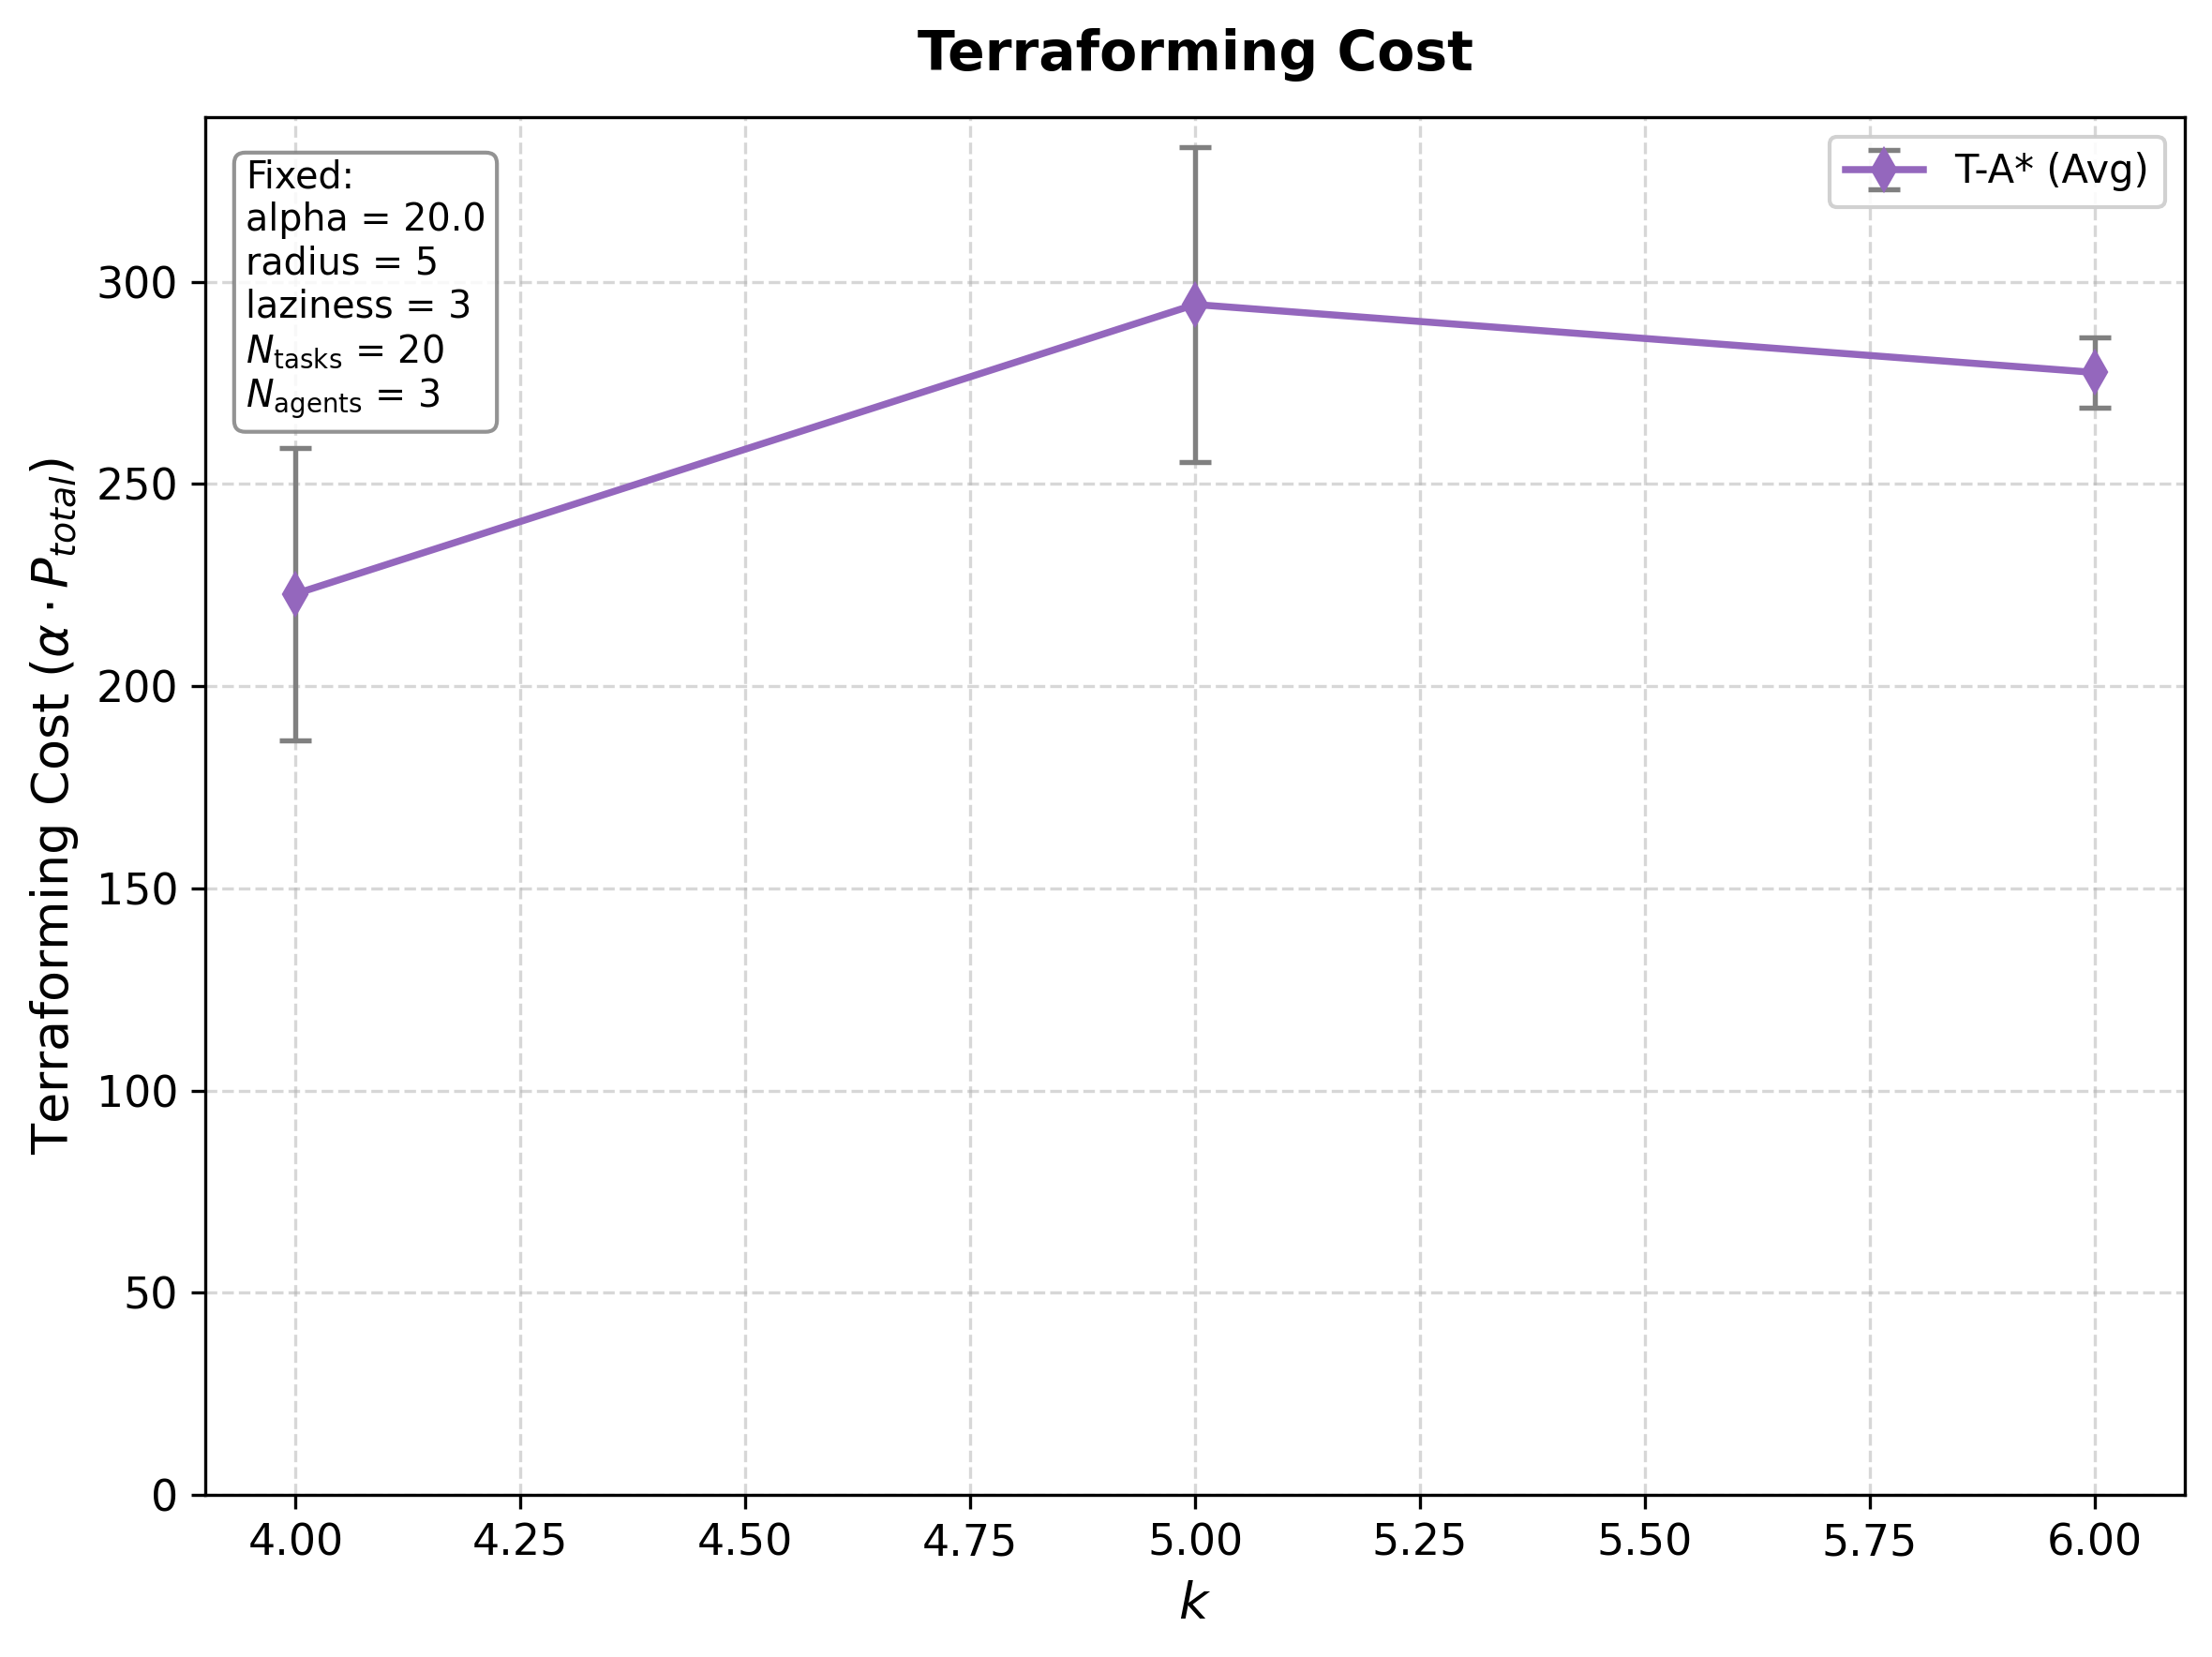 Terraforming Cost
Fixed:
alpha = 20.0
radius = 5
laziness = 3
N_tasks = 20
N_agents = 3
T-A* (Avg)
Terraforming Cost (α · P_total)
300
250
200
150
100
50
0
4.00 4.25 4.50 4.75 5.00 5.25 5.50 5.75 6.00
k